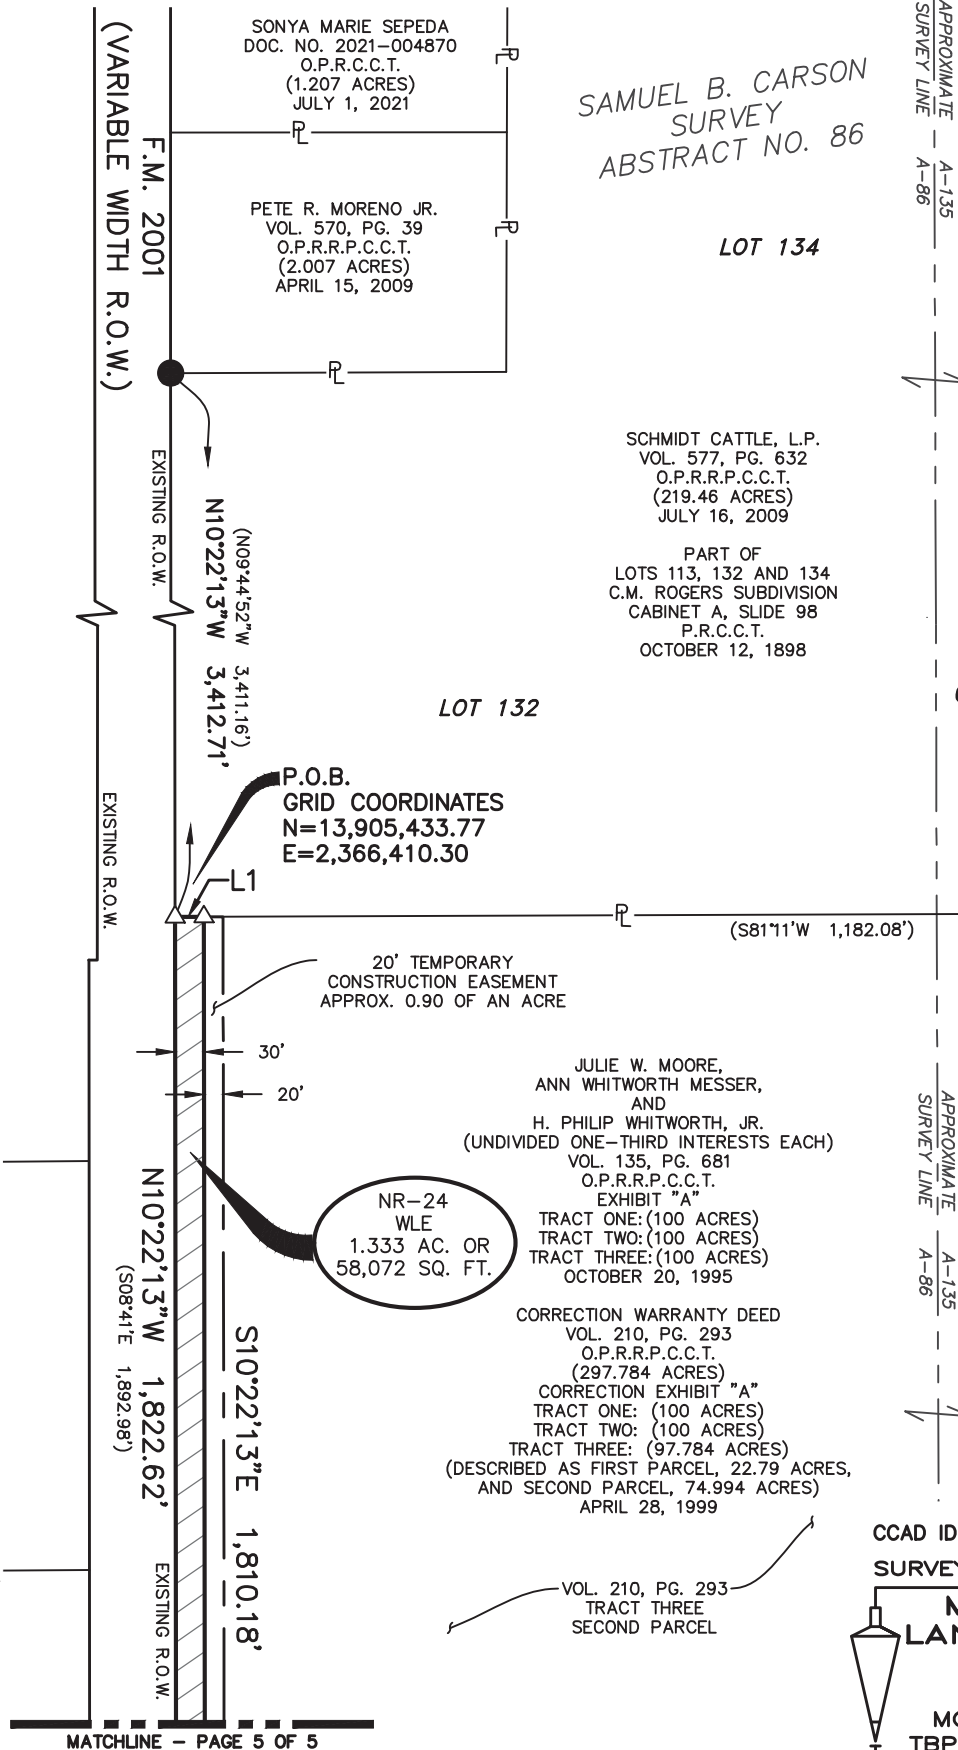 SONYA MARIE SEPEDA
DOC. NO. 2021-004870
O.P.R.C.C.T.
(1.207 ACRES)
JULY 1, 2021
SAMUEL B. CARSON
SURVEY
ABSTRACT NO. 86
APPROXIMATE
SURVEY LINE
A-135
A-86
F.M. 2001
(VARIABLE WIDTH R.O.W.)
PL
PL
PETE R. MORENO JR.
VOL. 570, PG. 39
O.P.R.R.P.C.C.T.
(2.007 ACRES)
APRIL 15, 2009
PL
LOT 134
PL
SCHMIDT CATTLE, L.P.
VOL. 577, PG. 632
O.P.R.R.P.C.C.T.
(219.46 ACRES)
JULY 16, 2009
PART OF
LOTS 113, 132 AND 134
C.M. ROGERS SUBDIVISION
CABINET A, SLIDE 98
P.R.C.C.T.
OCTOBER 12, 1898
EXISTING R.O.W.
(N09°44'52"W 3,411.16')
N10°22'13"W 3,412.71'
LOT 132
P.O.B.
GRID COORDINATES
N=13,905,433.77
E=2,366,410.30
EXISTING R.O.W.
L1
PL
(S81°11'W 1,182.08')
20' TEMPORARY
CONSTRUCTION EASEMENT
APPROX. 0.90 OF AN ACRE
30'
20'
JULIE W. MOORE,
ANN WHITWORTH MESSER,
AND
H. PHILIP WHITWORTH, JR.
(UNDIVIDED ONE-THIRD INTERESTS EACH)
VOL. 135, PG. 681
O.P.R.R.P.C.C.T.
EXHIBIT "A"
TRACT ONE: (100 ACRES)
TRACT TWO: (100 ACRES)
TRACT THREE: (100 ACRES)
OCTOBER 20, 1995
APPROXIMATE
SURVEY LINE
A-135
A-86
NR-24
WLE
1.333 AC. OR
58,072 SQ. FT.
CORRECTION WARRANTY DEED
VOL. 210, PG. 293
O.P.R.R.P.C.C.T.
(297.784 ACRES)
CORRECTION EXHIBIT "A"
TRACT ONE: (100 ACRES)
TRACT TWO: (100 ACRES)
TRACT THREE: (97.784 ACRES)
(DESCRIBED AS FIRST PARCEL, 22.79 ACRES,
AND SECOND PARCEL, 74.994 ACRES)
APRIL 28, 1999
N10°22'13"W 1,822.62'
(S08°41'E 1,892.98')
S10°22'13"E 1,810.18'
EXISTING R.O.W.
VOL. 210, PG. 293
TRACT THREE
SECOND PARCEL
CCAD ID
MATCHLINE - PAGE 5 OF 5